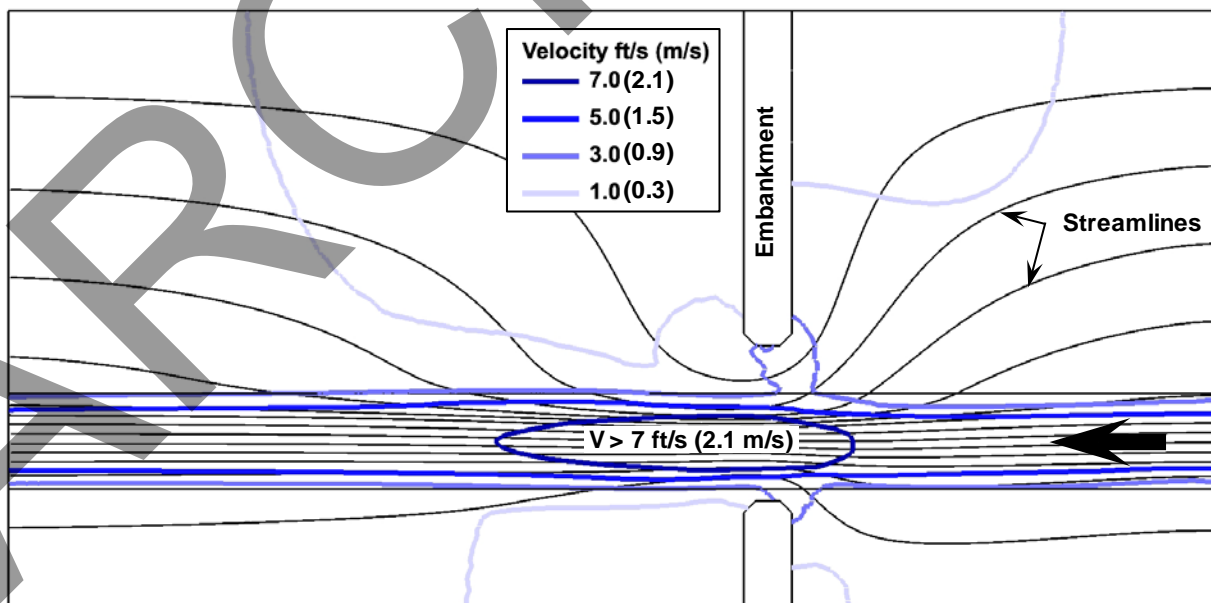 Velocity ft/s (m/s)
7.0 (2.1)
5.0 (1.5)
3.0 (0.9)
1.0 (0.3)
Embankment
Streamlines
V > 7 ft/s (2.1 m/s)